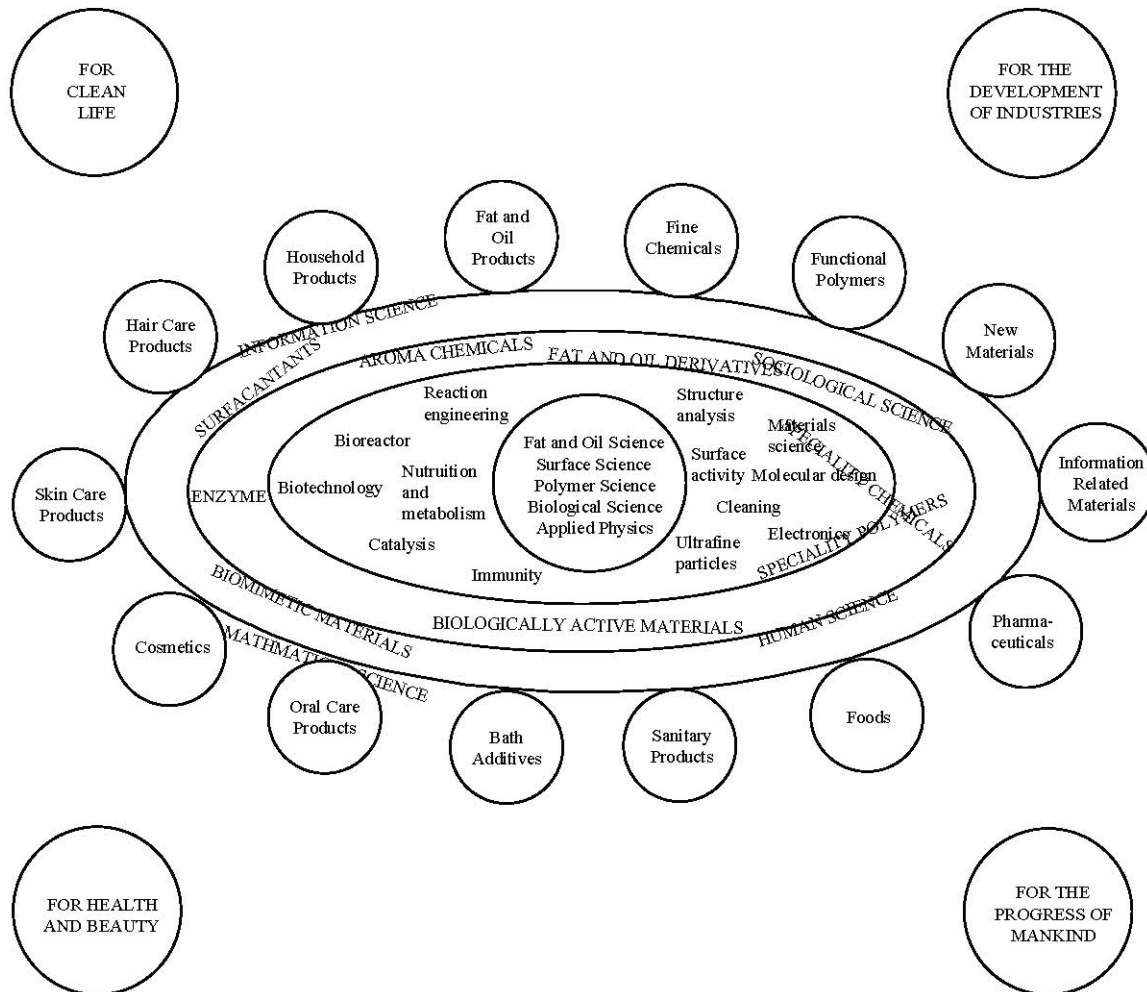 FOR
CLEAN
LIFE
FOR THE
DEVELOPMENT
OF INDUSTRIES
Fat and
Oil
Products
Fine
Chemicals
Household
Products
Functional
Polymers
Hair Care
Products
New
Materials
Skin Care
Products
Information
Related
Materials
Cosmetics
Pharma-
ceuticals
Oral Care
Products
Bath
Additives
Sanitary
Products
Foods
INFORMATION SCIENCE
SOCIOLOGICAL SCIENCE
HUMAN SCIENCE
SURFACANTANTS
AROMA CHEMICALS
FAT AND OIL DERIVATIVES
ENZYME
SPECIALITY POLYMERS
BIOMIMETIC MATERIALS
BIOLOGICALLY ACTIVE MATERIALS
SCIENCE
CHEMICALS
Reaction
engineering
Bioreactor
Biotechnology
Nutruition
and
metabolism
Catalysis
Immunity
Fat and Oil Science
Surface Science
Polymer Science
Biological Science
Applied Physics
Structure
analysis
Materials
science
Surface
activity
Molecular design
Cleaning
Electronics
Ultrafine
particles
FOR HEALTH
AND BEAUTY
FOR THE
PROGRESS OF
MANKIND